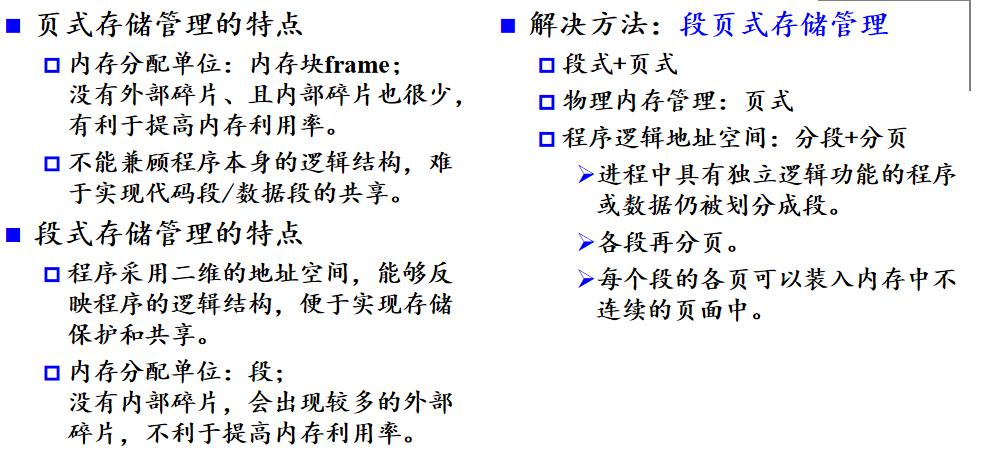 页式存储管理的特点
内存分配单位：内存块frame；
没有外部碎片、且内部碎片也很少，
有利于提高内存利用率。
不能兼顾程序本身的逻辑结构，难
于实现代码段/数据段的共享。
段式存储管理的特点
程序采用二维的地址空间，能够反
映程序的逻辑结构，便于实现存储
保护和共享。
内存分配单位：段；
没有内部碎片，会出现较多的外部
碎片，不利于提高内存利用率。
解决方法：段页式存储管理
段式+页式
物理内存管理：页式
程序逻辑地址空间：分段+分页
进程中具有独立逻辑功能的程序
或数据仍被划分成段。
各段再分页。
每个段的各页可以装入内存中不
连续的页面中。